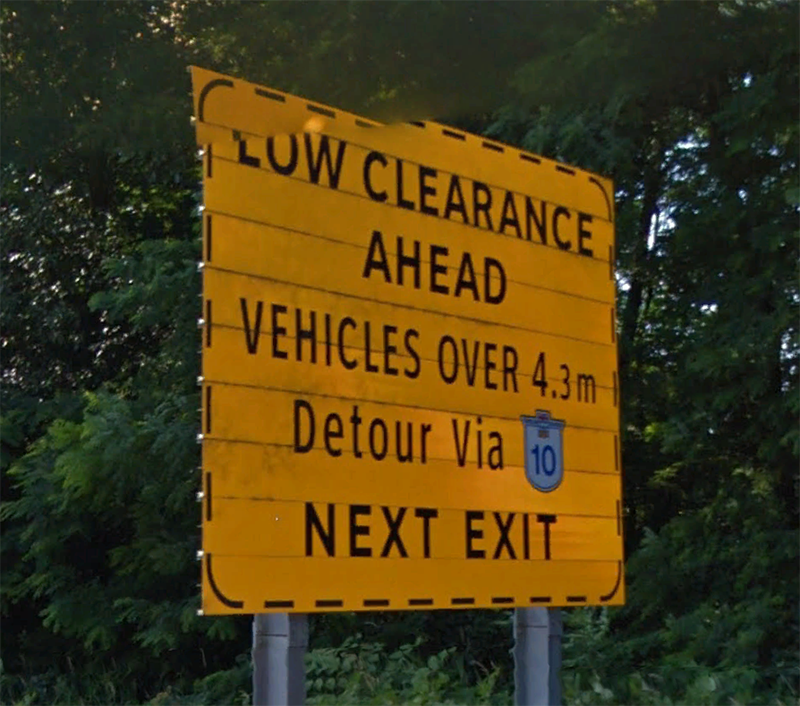 LOW CLEARANCE
AHEAD
VEHICLES OVER 4.3m
Detour Via 10
NEXT EXIT